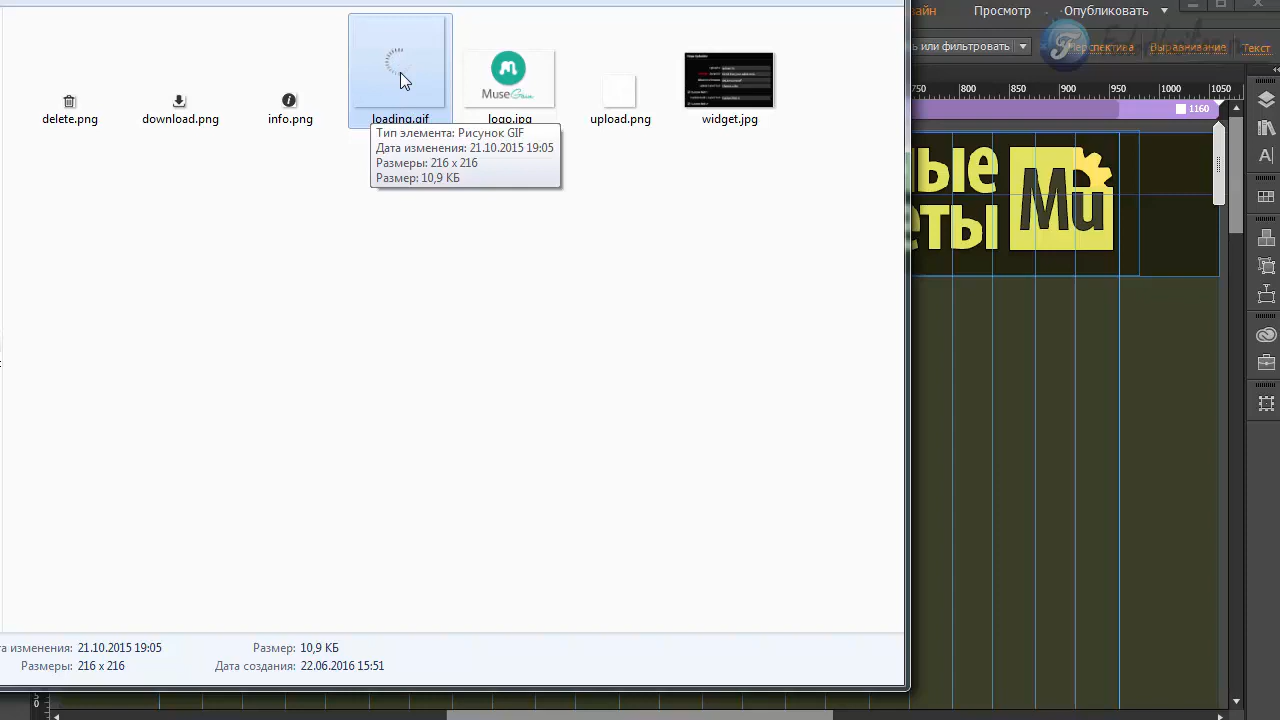 айн Просмотр Опубликовать
ь или фильтровать Перспектива Выравнивание Текст
750 800 850 900 950 1000 1050
1160
ые
еты
Mu
Muse Gain
delete.png download.png info.png loading.gif logo.jpg upload.png widget.jpg
Тип элемента: Рисунок GIF
Дата изменения: 21.10.2015 19:05
Размеры: 216 x 216
Размер: 10,9 КБ
та изменения: 21.10.2015 19:05 Размер: 10,9 КБ
Размеры: 216 x 216 Дата создания: 22.06.2016 15:51